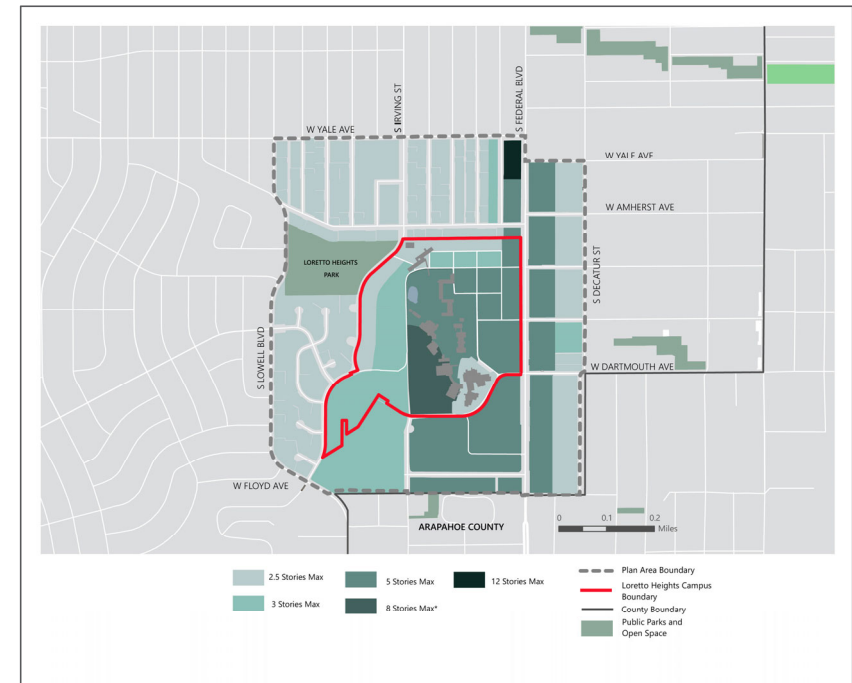 S IRVING ST
S FEDERAL BLVD
W YALE AVE
W YALE AVE
W AMHERST AVE
LORETTO HEIGHTS
PARK
S DECATUR ST
S LOWELL BLVD
W DARTMOUTH AVE
W FLOYD AVE
ARAPAHOE COUNTY
0 0.1 0.2
Miles
2.5 Stories Max
5 Stories Max
12 Stories Max
3 Stories Max
8 Stories Max*
Plan Area Boundary
Loretto Heights Campus
Boundary
County Boundary
Public Parks and
Open Space